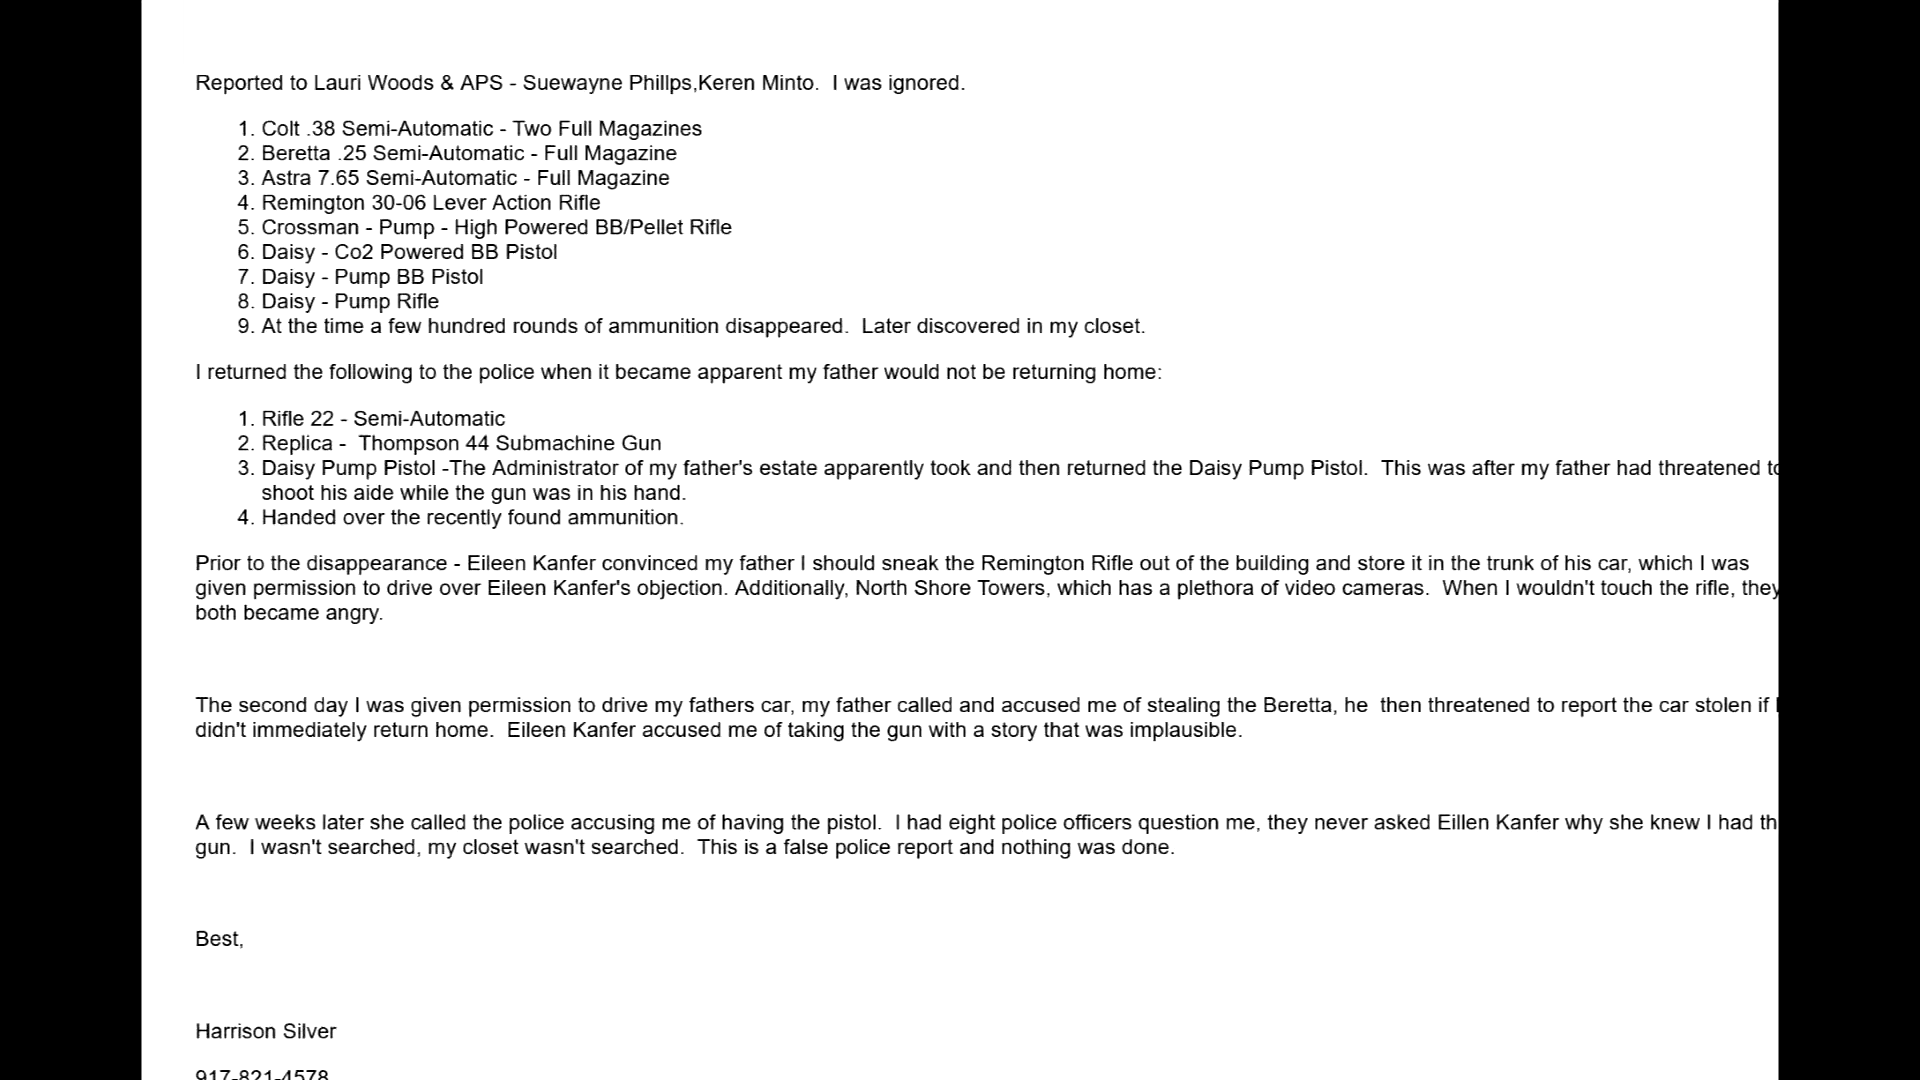 Reported to Lauri Woods & APS - Suewayne Phillps,Keren Minto.  I was ignored.
1. Colt .38 Semi-Automatic - Two Full Magazines
2. Beretta .25 Semi-Automatic - Full Magazine
3. Astra 7.65 Semi-Automatic - Full Magazine
4. Remington 30-06 Lever Action Rifle
5. Crossman - Pump - High Powered BB/Pellet Rifle
6. Daisy - Co2 Powered BB Pistol
7. Daisy - Pump BB Pistol
8. Daisy - Pump Rifle
9. At the time a few hundred rounds of ammunition disappeared.  Later discovered in my closet.
I returned the following to the police when it became apparent my father would not be returning home:
1. Rifle 22 - Semi-Automatic
2. Replica -  Thompson 44 Submachine Gun
3. Daisy Pump Pistol -The Administrator of my father's estate apparently took and then returned the Daisy Pump Pistol.  This was after my father had threatened to
shoot his aide while the gun was in his hand.
4. Handed over the recently found ammunition.
Prior to the disappearance - Eileen Kanfer convinced my father I should sneak the Remington Rifle out of the building and store it in the trunk of his car, which I was
given permission to drive over Eileen Kanfer's objection. Additionally, North Shore Towers, which has a plethora of video cameras.  When I wouldn't touch the rifle, they
both became angry.
The second day I was given permission to drive my fathers car, my father called and accused me of stealing the Beretta, he  then threatened to report the car stolen if I
didn't immediately return home.  Eileen Kanfer accused me of taking the gun with a story that was implausible.
A few weeks later she called the police accusing me of having the pistol.  I had eight police officers question me, they never asked Eillen Kanfer why she knew I had th
gun.  I wasn't searched, my closet wasn't searched.  This is a false police report and nothing was done.
Best,
Harrison Silver
917-821-4578